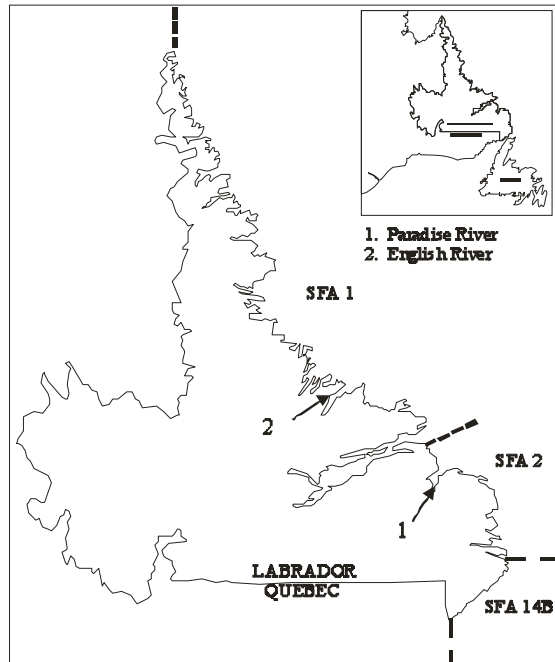 1. Paradise River
2. English River
SFA 1
2
SFA 2
1
LABRADOR
QUEBEC
SFA 14B